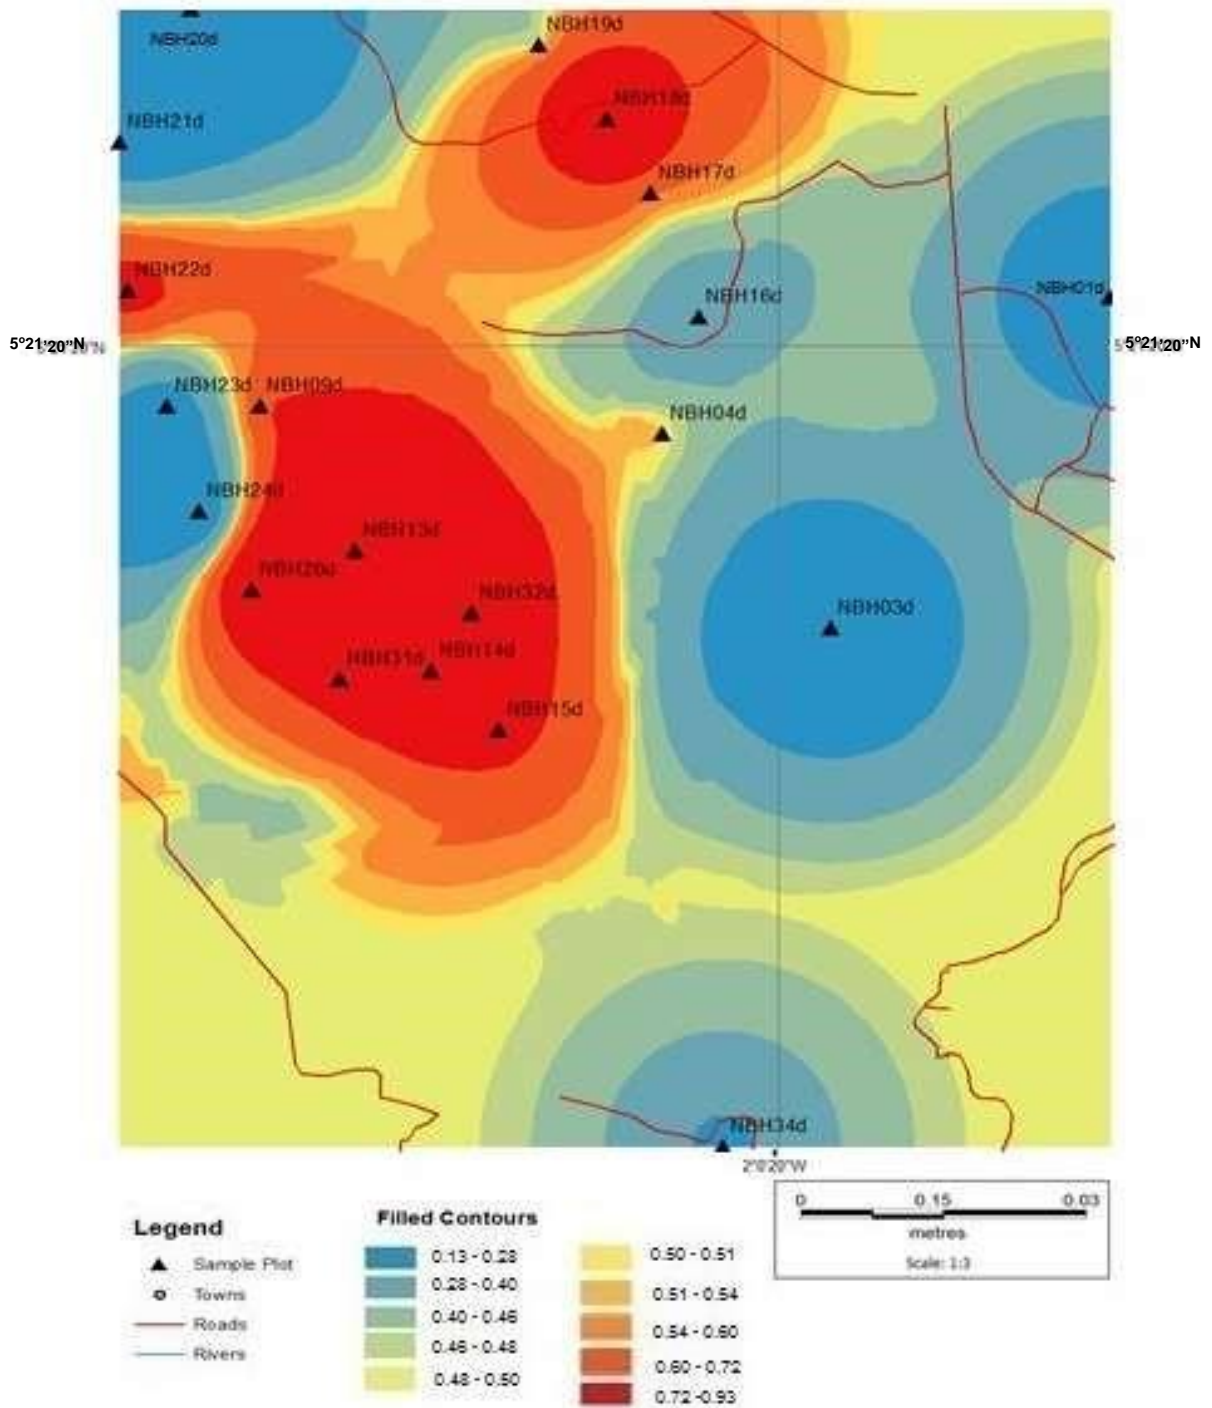 NBH19d
NBH20d
NBH18d
NBH21d
NBH17d
NBH22d
NBH16d
NBH01d
5°21'20"N
5°21'20"N
NBH23d
NBH09d
NBH04d
NBH24d
NBH13d
NBH26d
NBH32d
NBH03d
NBH31d
NBH14d
NBH15d
NBH34d
2°0'20"W
0 0.15 0.03
metres
Scale: 1:3
Legend
Sample Plot
Towns
Roads
Rivers
Filled Contours
0.13 - 0.28
0.28 - 0.40
0.40 - 0.46
0.46 - 0.48
0.48 - 0.50
0.50 - 0.51
0.51 - 0.54
0.54 - 0.60
0.60 - 0.72
0.72 -0.93